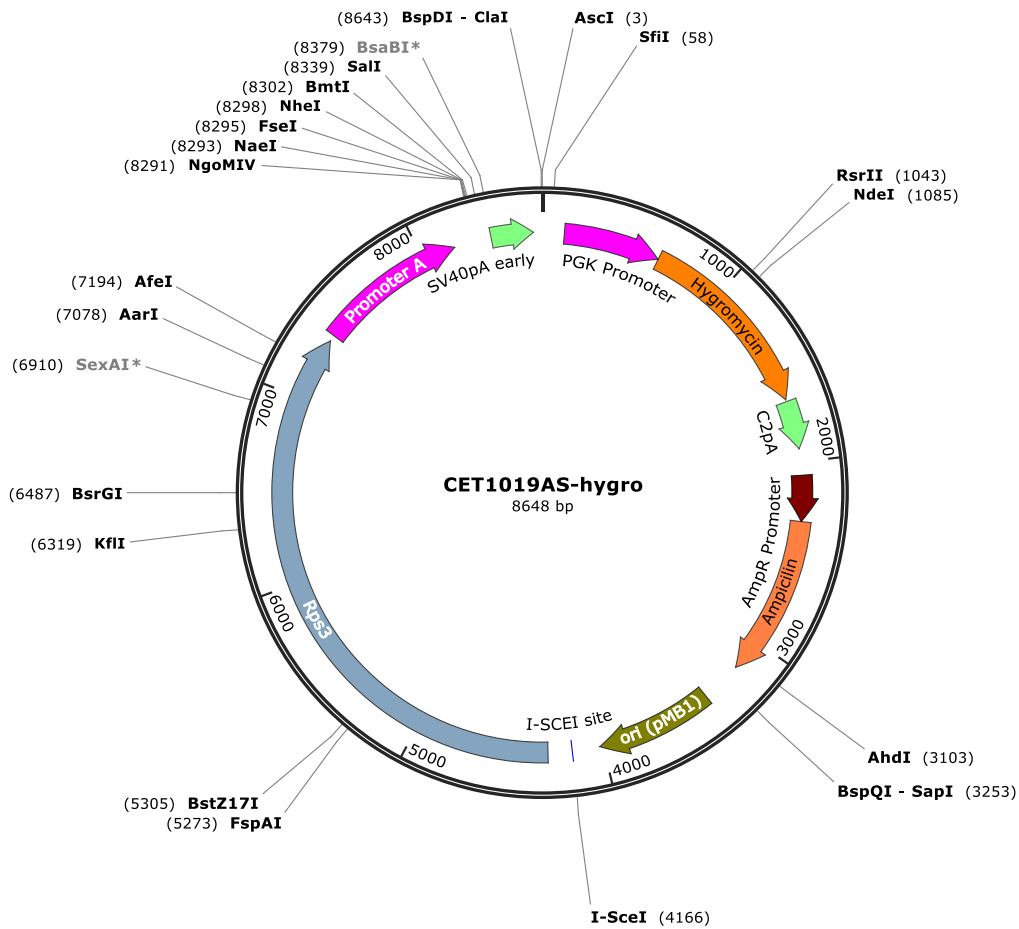 (8643) BspDI - ClaI
AscI (3)
SfiI (58)
(8379) BsaBI*
(8339) SalI
(8302) BmtI
(8298) NheI
(8295) FseI
(8293) NaeI
(8291) NgoMIV
RsrII (1043)
NdeI (1085)
8000
SV40pA early
PGK Promoter
1000
Promoter A
Hygromycin
(7194) AfeI
(7078) AarI
(6910) SexAI*
7000
C2pA
2000
CET1019AS-hygro
8648 bp
(6487) BsrGI
(6319) KflI
AmpR Promoter
Ampicilin
6000
Rps3
3000
I-SCEI site
ori (pMB1)
5000
4000
AhdI (3103)
BspQI - SapI (3253)
(5305) BstZ17I
(5273) FspAI
I-SceI (4166)